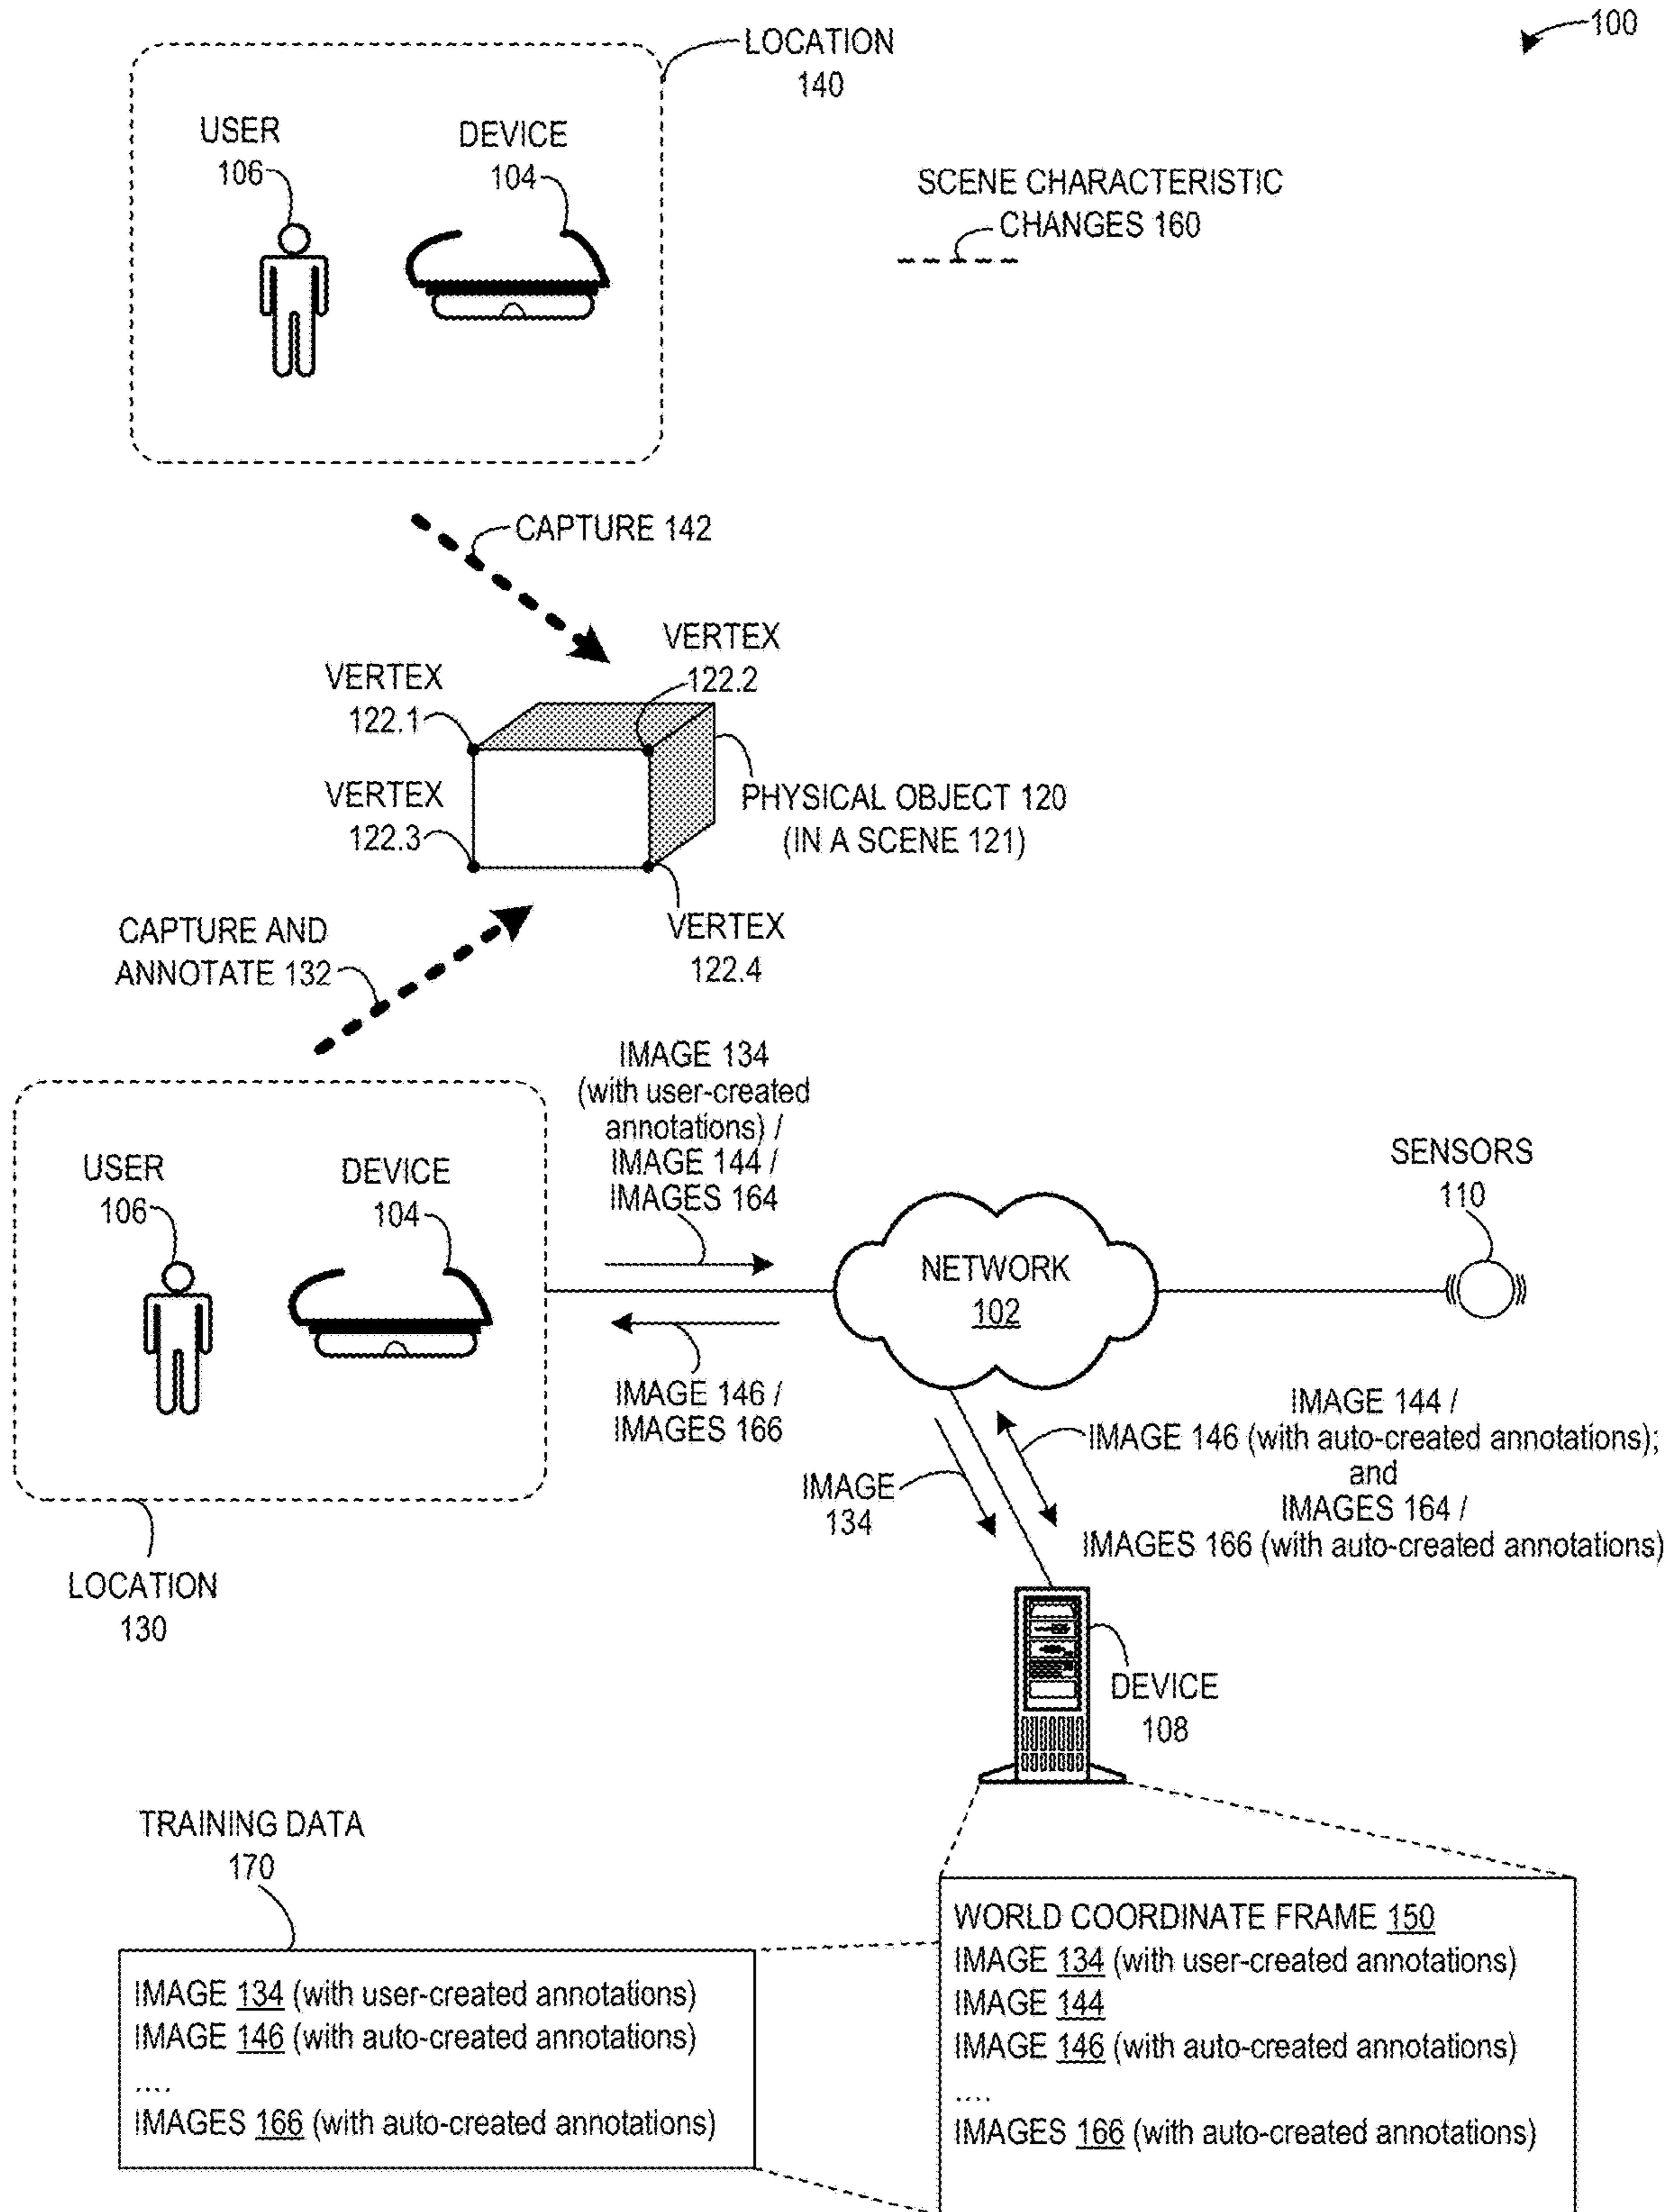 100
LOCATION
140
USER
106
DEVICE
104
SCENE CHARACTERISTIC
CHANGES 160
CAPTURE 142
VERTEX
122.2
VERTEX
122.1
VERTEX
122.3
PHYSICAL OBJECT 120
(IN A SCENE 121)
VERTEX
122.4
CAPTURE AND
ANNOTATE 132
IMAGE 134
(with user-created
annotations) /
IMAGE 144 /
IMAGES 164
USER
106
DEVICE
104
NETWORK
102
SENSORS
110
IMAGE 146 /
IMAGES 166
IMAGE
134
IMAGE 144 /
IMAGE 146 (with auto-created annotations);
and
IMAGES 164 /
IMAGES 166 (with auto-created annotations)
LOCATION
130
DEVICE
108
TRAINING DATA
170
IMAGE 134 (with user-created annotations)
IMAGE 146 (with auto-created annotations)
....
IMAGES 166 (with auto-created annotations)
WORLD COORDINATE FRAME 150
IMAGE 134 (with user-created annotations)
IMAGE 144
IMAGE 146 (with auto-created annotations)
....
IMAGES 166 (with auto-created annotations)